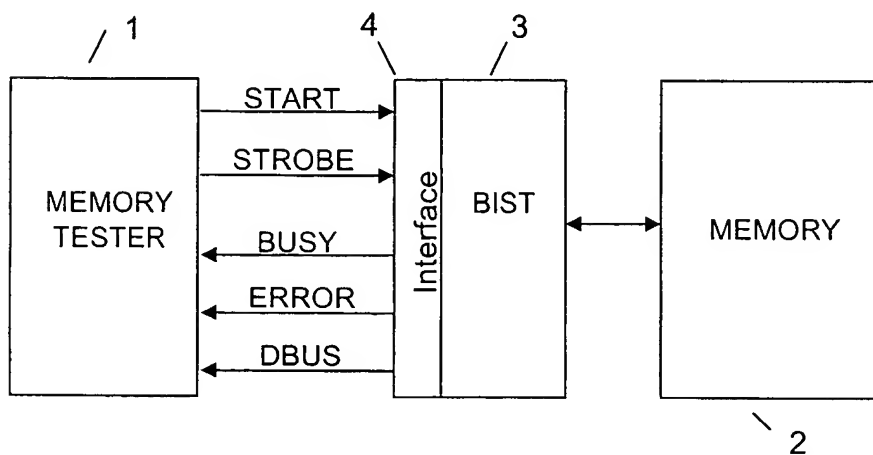 1
4
3
START
STROBE
MEMORY
TESTER
BUSY
ERROR
DBUS
Interface
BIST
MEMORY
2